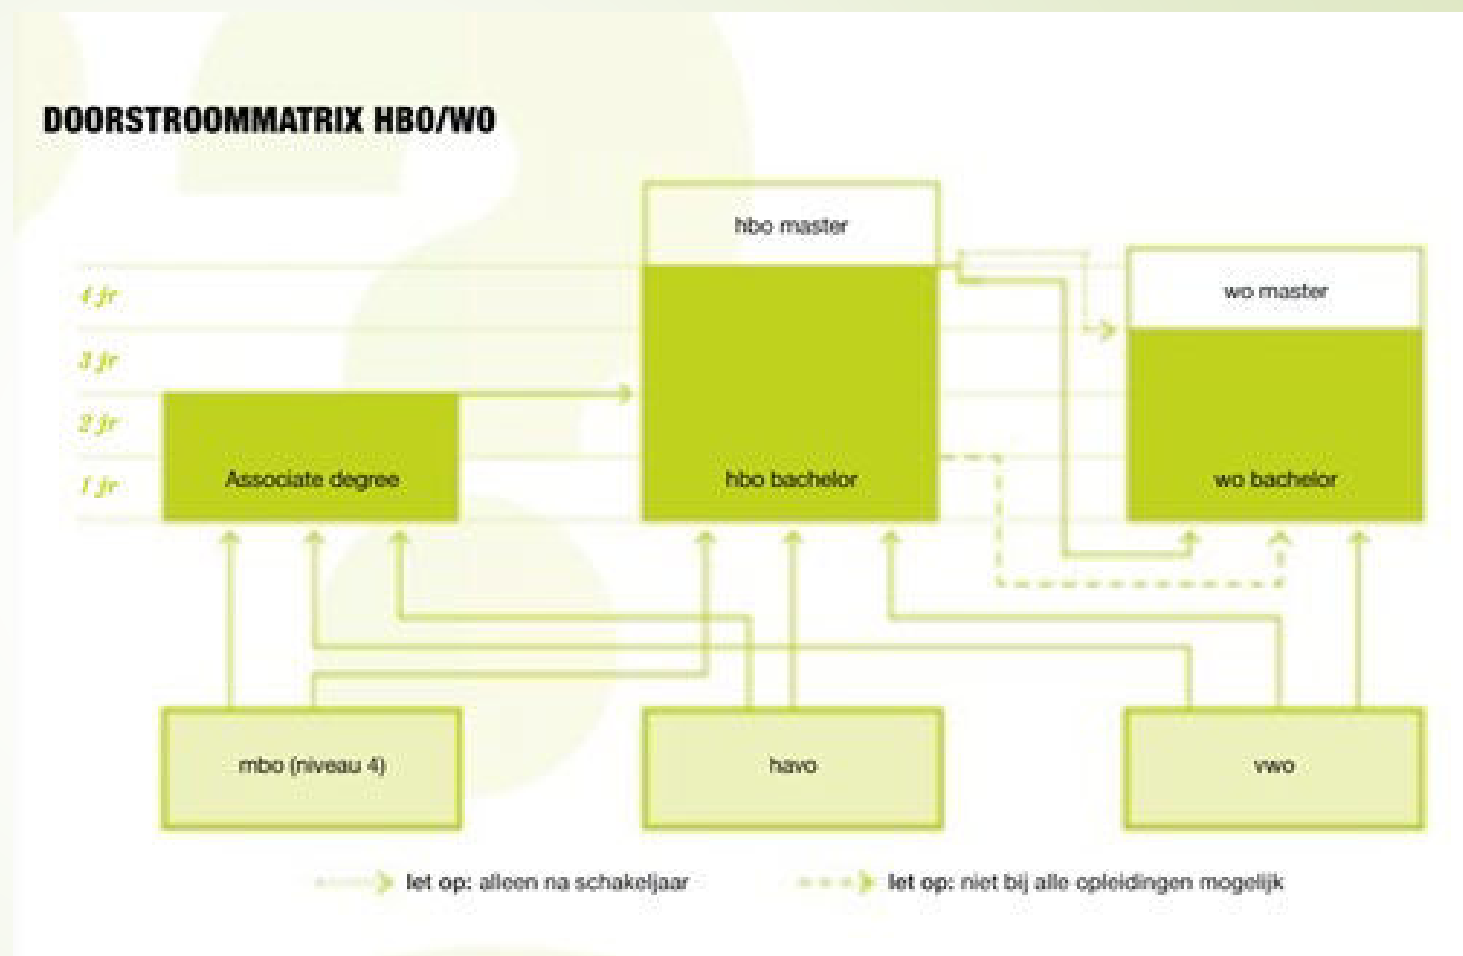 DOORSTROOMMATRIX HBO/WO
hbo master
wo master
4 jr
3 jr
2 jr
1 jr
Associate degree
hbo bachelor
wo bachelor
mbo (niveau 4)
havo
vwo
let op: alleen na schakeljaar
let op: niet bij alle opleidingen mogelijk